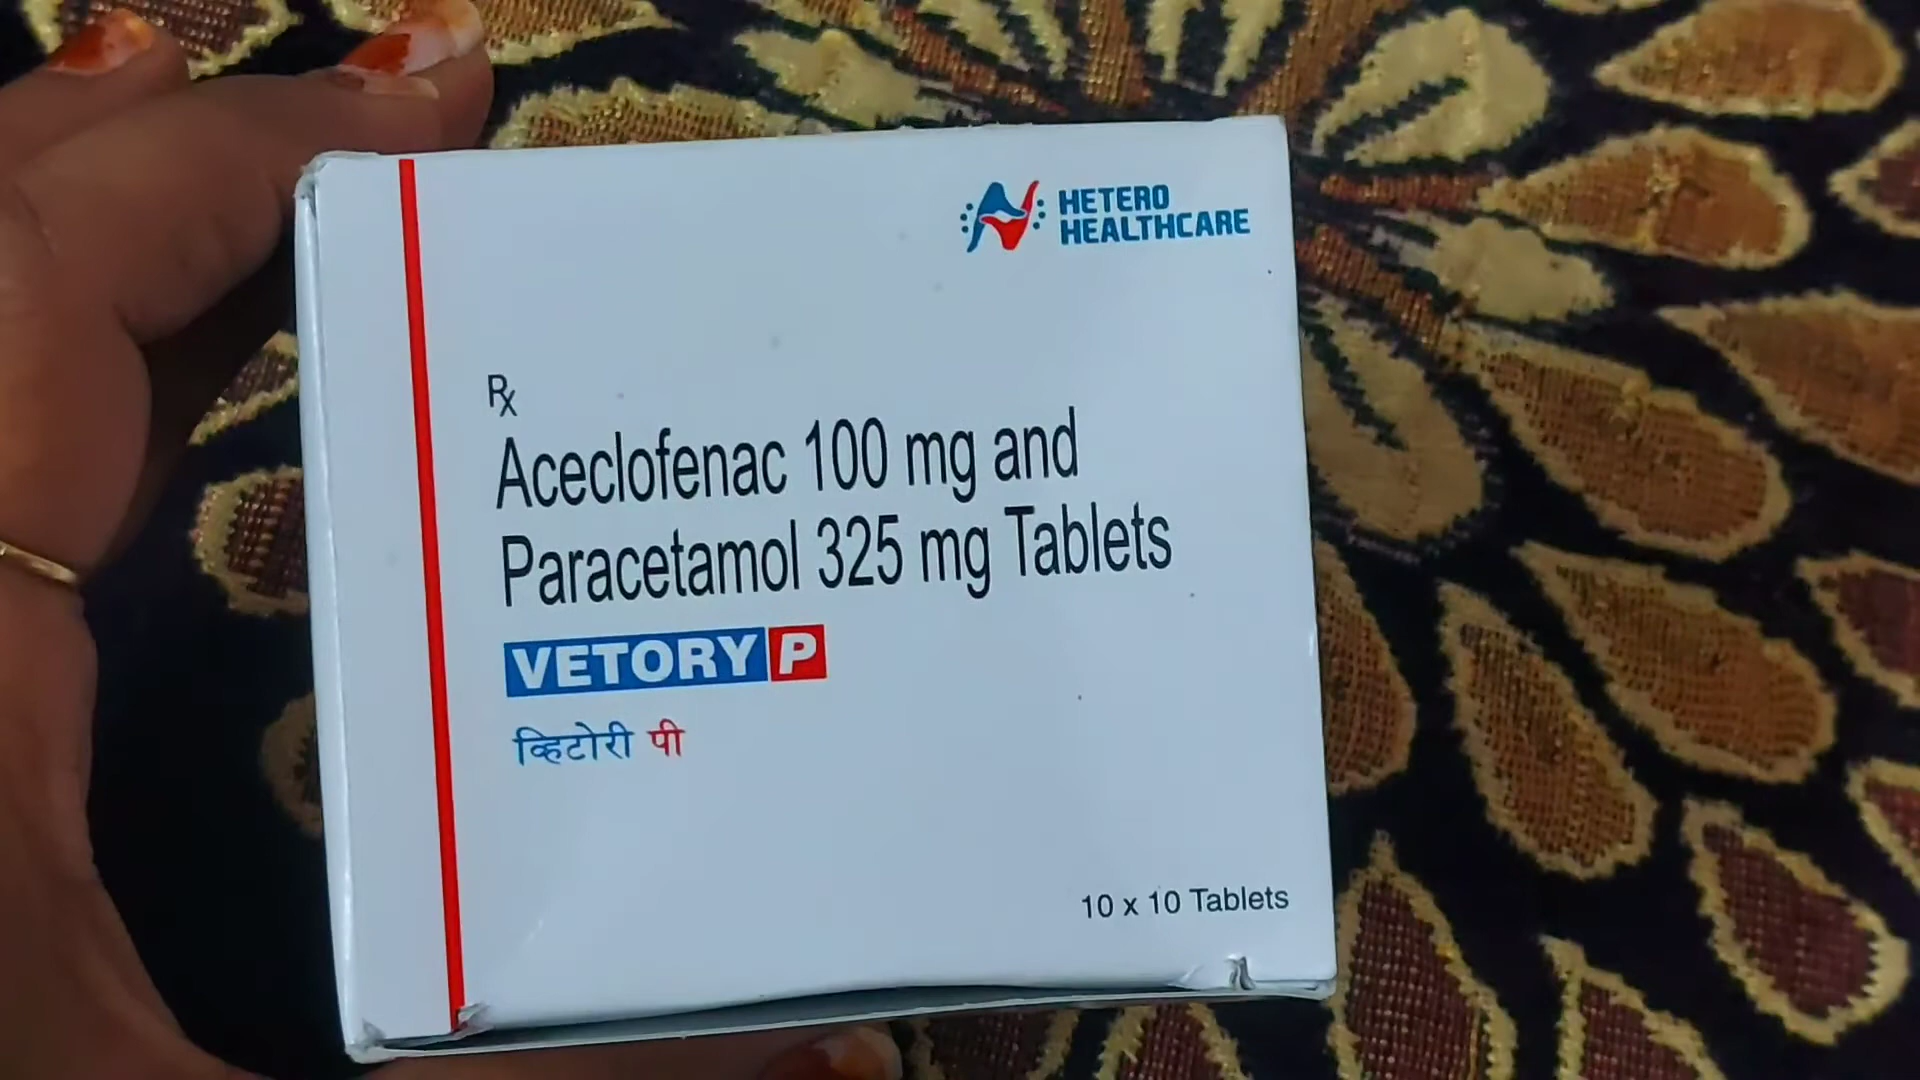 HETERO
HEALTHCARE
Rx
Aceclofenac 100 mg and
Paracetamol 325 mg Tablets
VETORY P
व्हिटोरी पी
10 x 10 Tablets